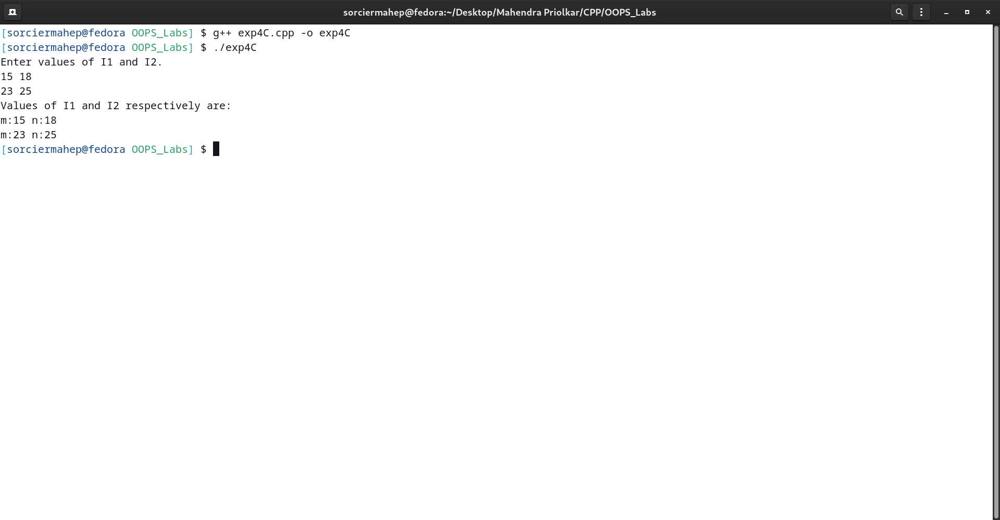 sorciermahep@fedora:~/Desktop/Mahendra Priolkar/CPP/OOPS_Labs
[sorciermahep@fedora OOPS_Labs] $ g++ exp4C.cpp -o exp4C
[sorciermahep@fedora OOPS_Labs] $ ./exp4C
Enter values of I1 and I2.
15 18
23 25
Values of I1 and I2 respectively are:
m:15 n:18
m:23 n:25
[sorciermahep@fedora OOPS_Labs] $